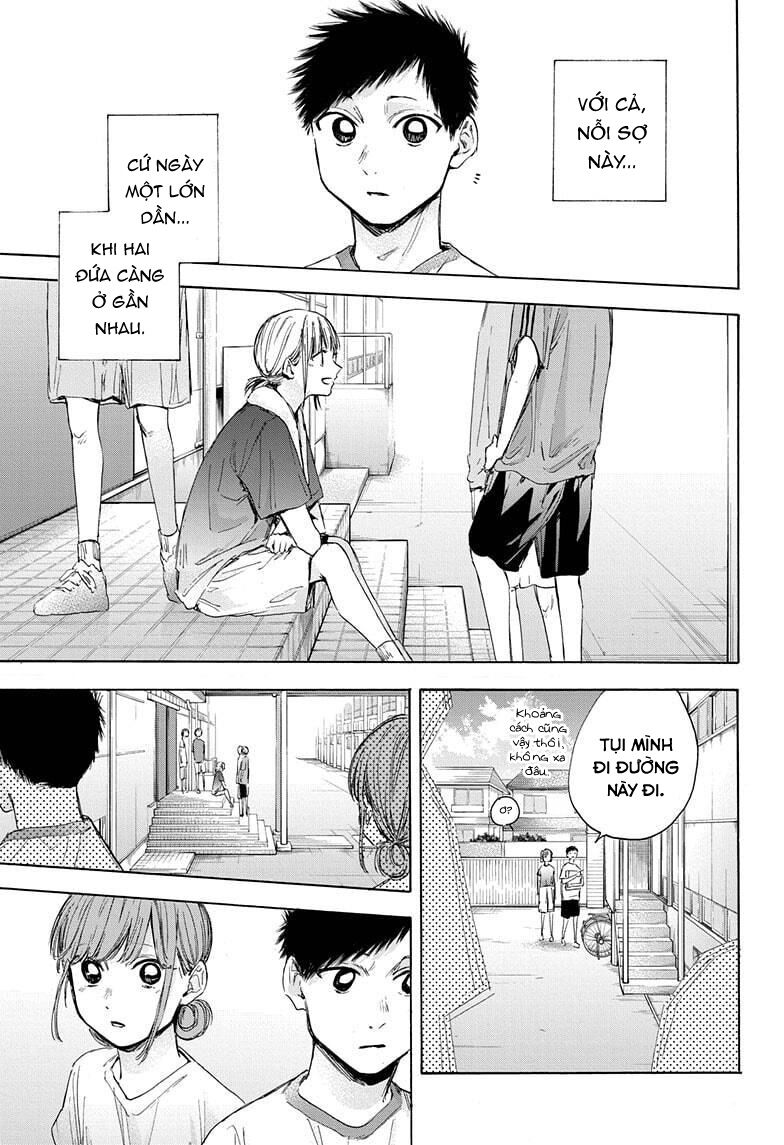 VỚI CẢ,
NỖI SỢ
NÀY...
CỨ NGÀY
MỘT LỚN
DẦN...
KHI HAI
ĐỨA CÀNG
Ở GẦN
NHAU.
TỤI MÌNH
ĐI ĐƯỜNG
NÀY ĐI.
Khoảng
cách cũng
vậy thôi,
không xa
đâu.
Ơ?